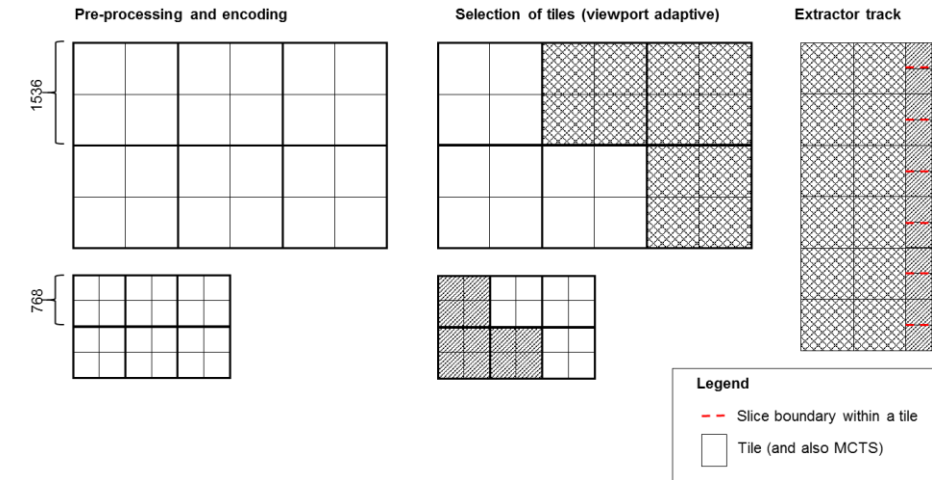 Pre-processing and encoding
Selection of tiles (viewport adaptive)
Extractor track
1536
768
Legend
Slice boundary within a tile
Tile (and also MCTS)